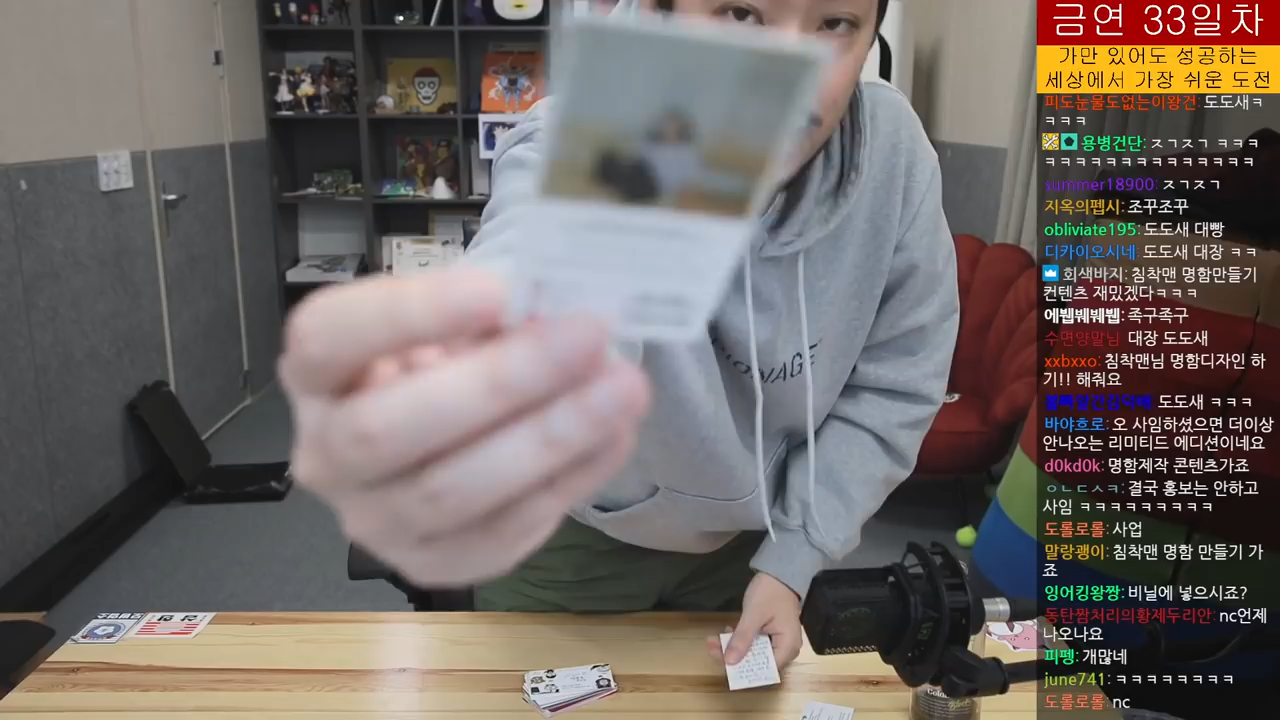 금연 33일차
가만 있어도 성공하는
세상에서 가장 쉬운 도전
피도눈물도없는이왕건: 도도새ㅋ
ㅋㅋㅋ
용병건단: ㅈㄱㅈㄱ ㅋㅋㅋ
ㅋㅋㅋㅋㅋㅋㅋㅋㅋㅋㅋㅋㅋㅋ
summer18900: ㅈㄱㅈㄱ
지옥의펩시: 조꾸조꾸
obliviate195: 도도새 대빵
디카이오시네: 도도새 대장 ㅋㅋ
회색바지: 침착맨 명함만들기
컨텐츠 재밌겠다ㅋㅋㅋ
에웹붸붸웹: 족구족구
수면양말님: 대장 도도새
xxbxxo: 침착맨님 명함디자인 하
기!! 해줘요
도도새 ㅋㅋㅋ
바야흐로: 오 사임하셨으면 더이상
안나오는 리미티드 에디션이네요
d0kd0k: 명함제작 콘텐츠가죠
ㅇㄴㄷㅅㅋ: 결국 홍보는 안하고
사임 ㅋㅋㅋㅋㅋㅋㅋㅋㅋ
도롤로롤: 사업
말랑괭이: 침착맨 명함 만들기 가
죠
잉어킹왕짱: 비닐에 넣으시죠?
동탄짬처리의황제두리안: nc언제
나오나요
피펭: 개많네
june741: ㅋㅋㅋㅋㅋㅋㅋㅋ
도롤로롤: nc